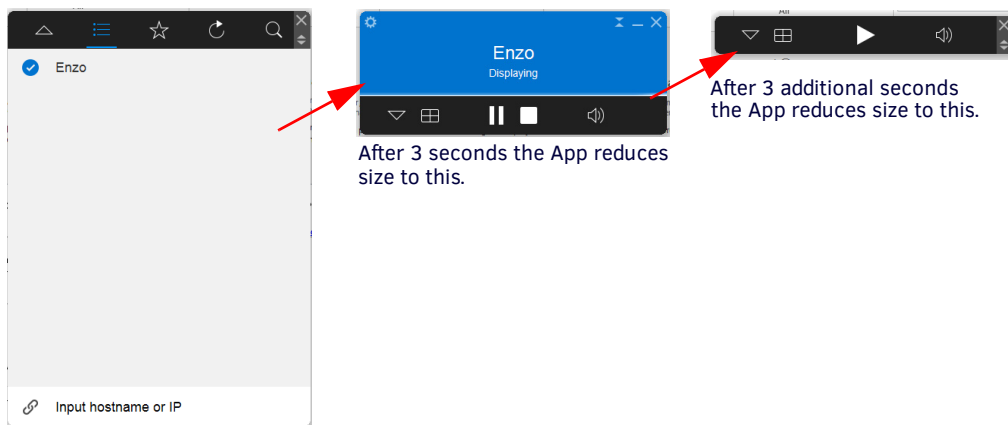 Enzo
Input hostname or IP
Enzo
Displaying
After 3 seconds the App reduces
size to this.
All
After 3 additional seconds
the App reduces size to this.